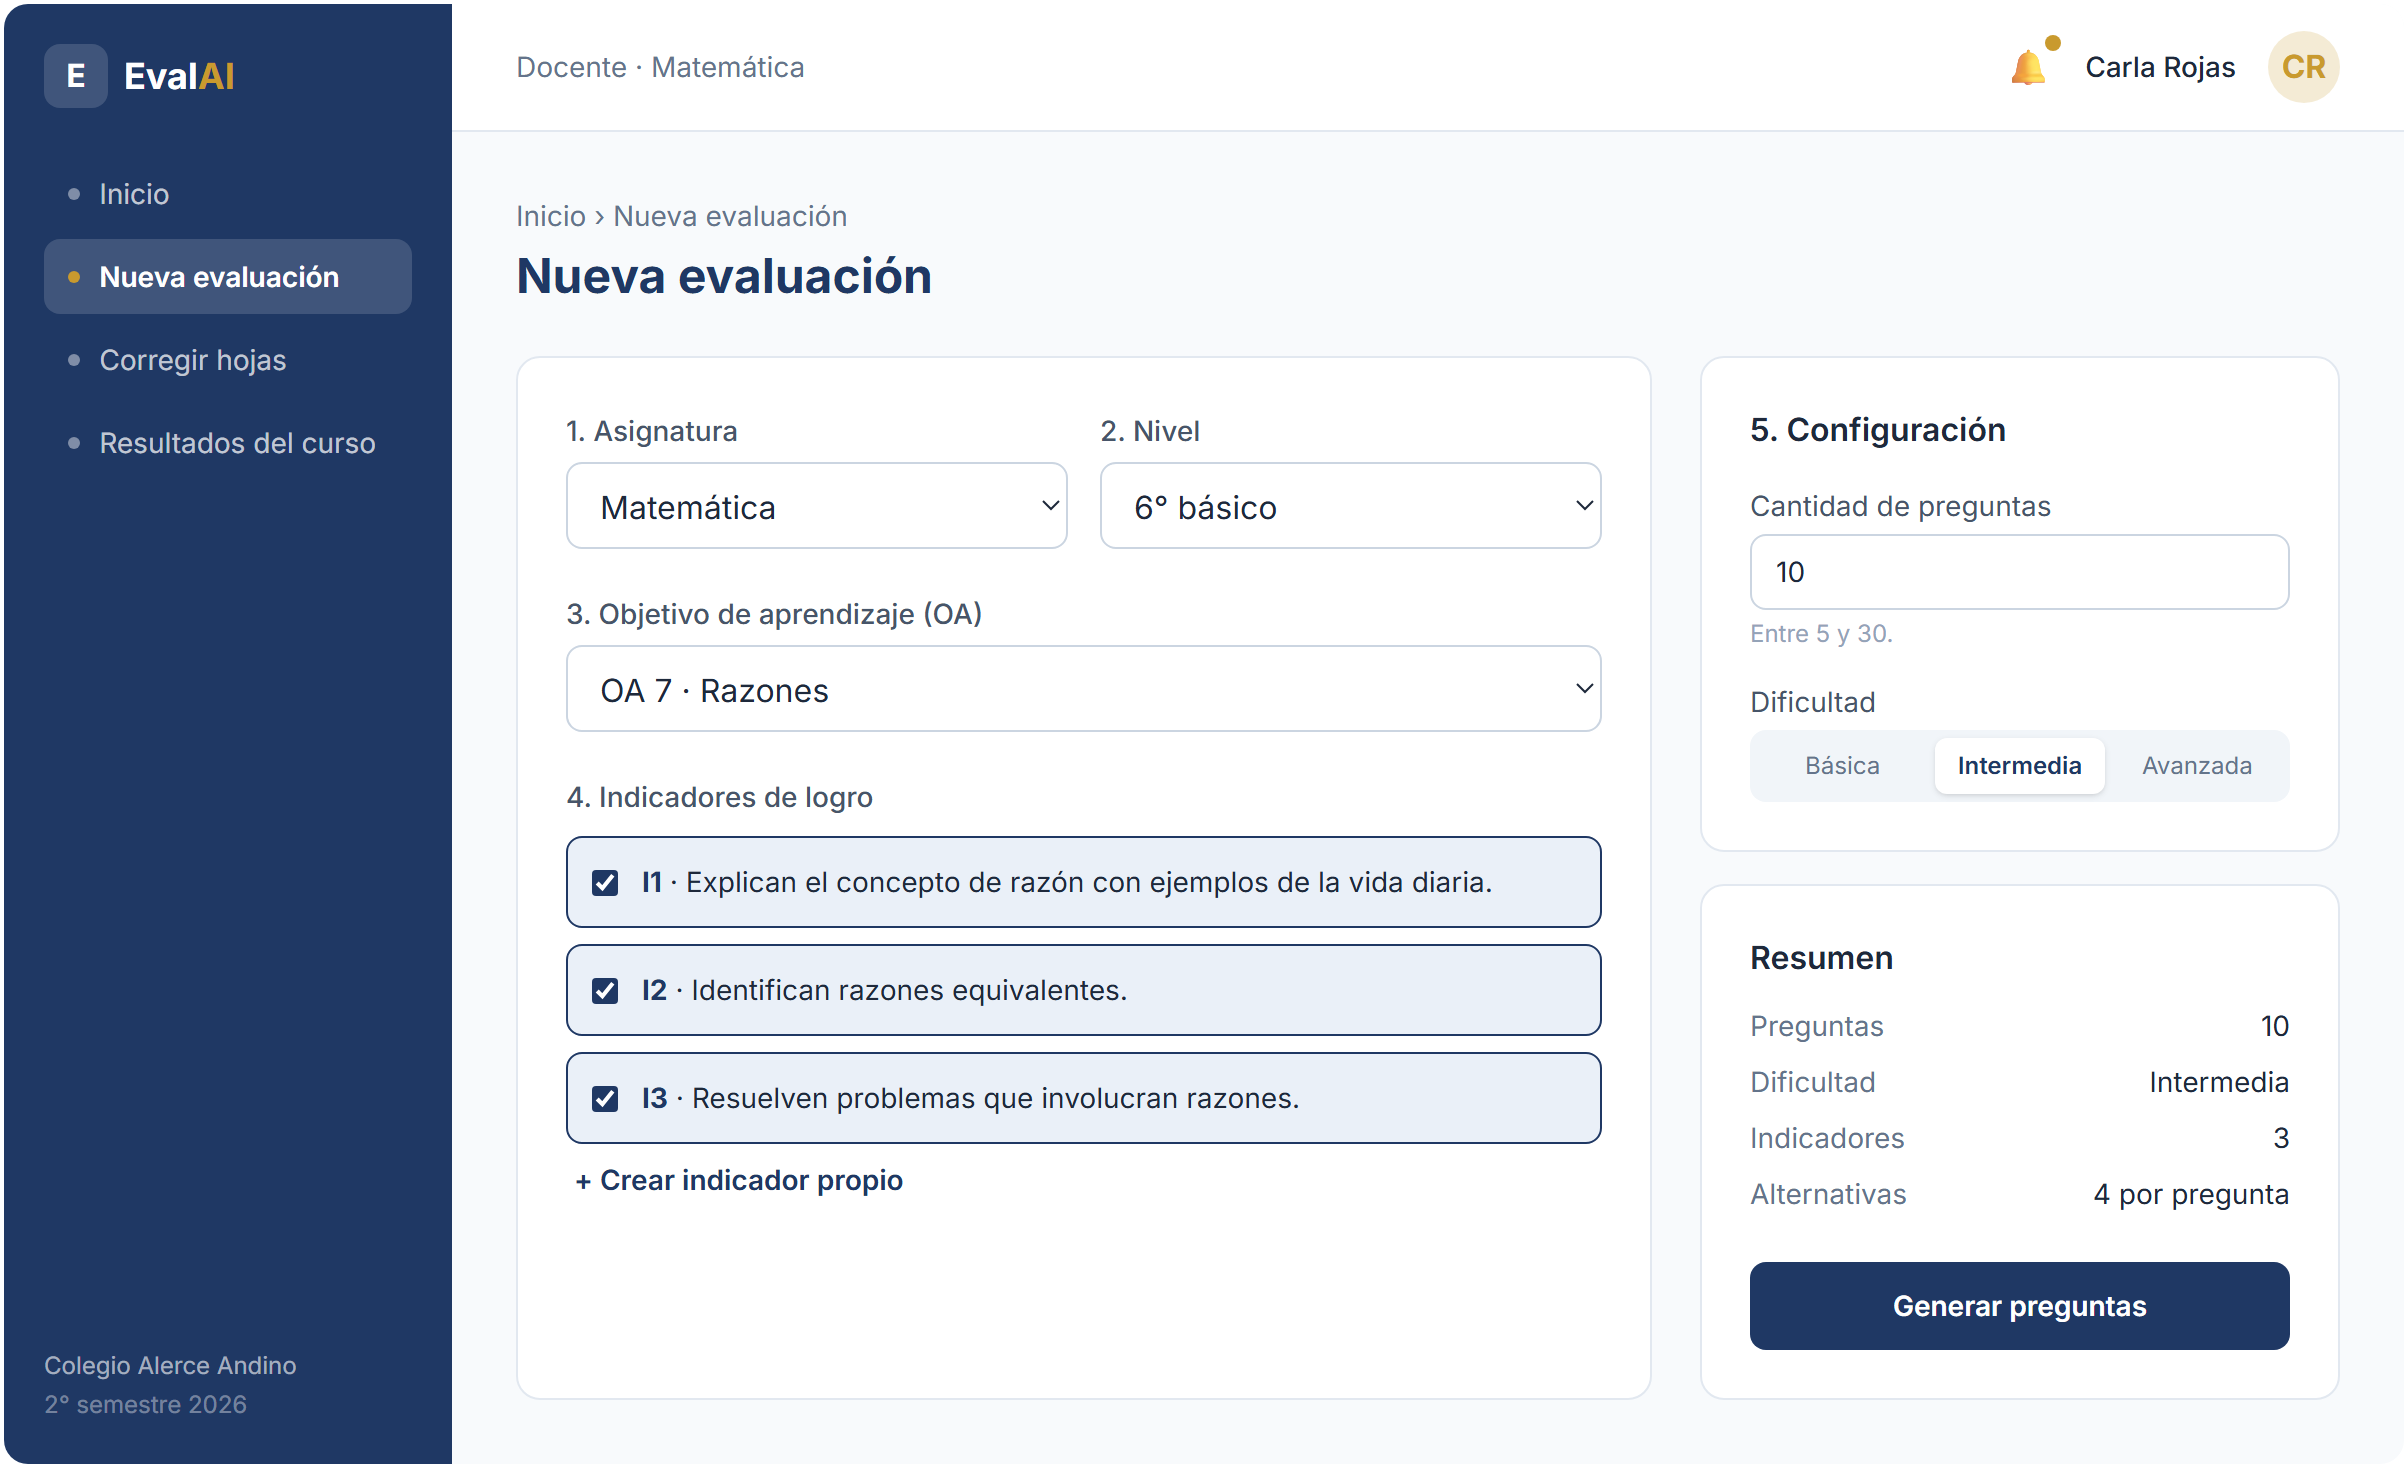 E EvalAI
Inicio
Nueva evaluación
Corregir hojas
Resultados del curso
Colegio Alerce Andino
2° semestre 2026
Docente · Matemática
Carla Rojas CR
Inicio › Nueva evaluación
Nueva evaluación
1. Asignatura
Matemática
2. Nivel
6° básico
3. Objetivo de aprendizaje (OA)
OA 7 · Razones
4. Indicadores de logro
I1 · Explican el concepto de razón con ejemplos de la vida diaria.
I2 · Identifican razones equivalentes.
I3 · Resuelven problemas que involucran razones.
+ Crear indicador propio
5. Configuración
Cantidad de preguntas
10
Entre 5 y 30.
Dificultad
Básica Intermedia Avanzada
Resumen
Preguntas 10
Dificultad Intermedia
Indicadores 3
Alternativas 4 por pregunta
Generar preguntas